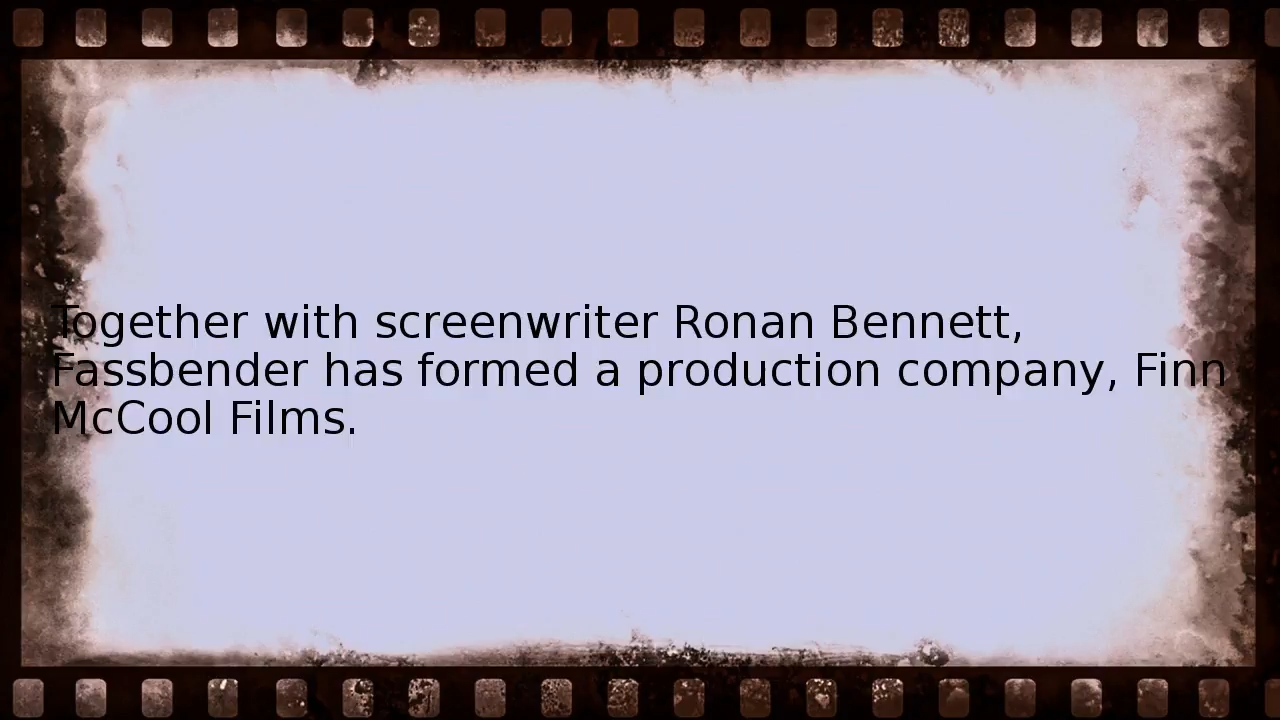 Together with screenwriter Ronan Bennett,
Fassbender has formed a production company, Finn
McCool Films.